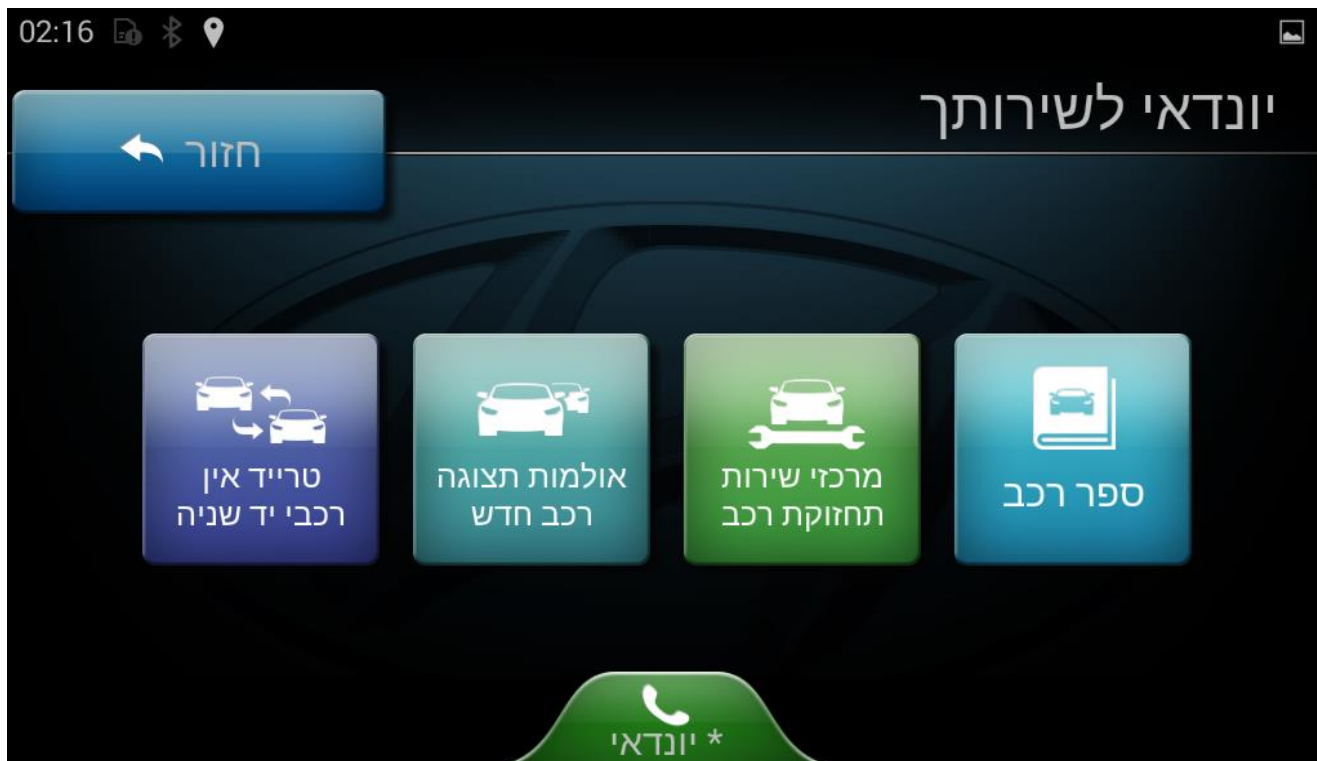 02:16
יונדאי לשירותך
חזור
ספר רכב
מרכזי שירות
תחזוקת רכב
אולמות תצוגה
רכב חדש
טרייד אין
רכבי יד שניה
* יונדאי